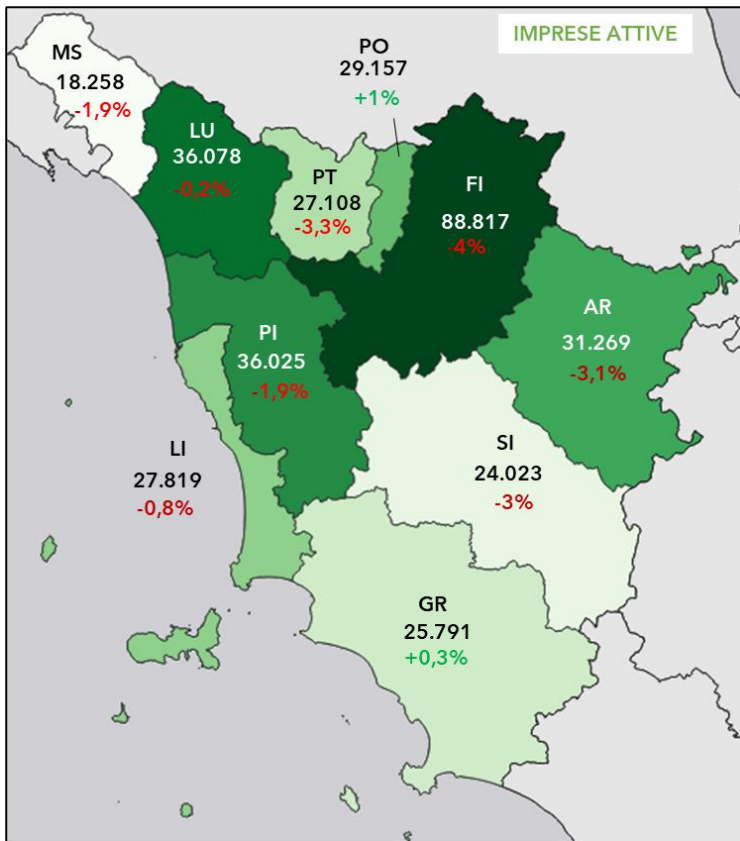 IMPRESE ATTIVE
MS
18.258
-1,9%
PO
29.157
+1%
LU
36.078
-0,2%
PT
27.108
-3,3%
FI
88.817
-4%
AR
31.269
-3,1%
PI
36.025
-1,9%
LI
27.819
-0,8%
SI
24.023
-3%
GR
25.791
+0,3%